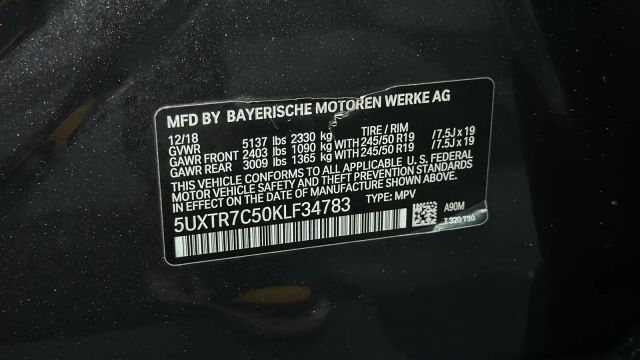 MFD BY BAYERISCHE MOTOREN WERKE AG
12/18
GVWR 5137 lbs 2330 kg TIRE / RIM
GAWR FRONT 2403 lbs 1090 kg WITH 245/50 R19 /7.5J x 19
GAWR REAR 3009 lbs 1365 kg WITH 245/50 R19 /7.5J x 19
THIS VEHICLE CONFORMS TO ALL APPLICABLE U.S. FEDERAL
MOTOR VEHICLE SAFETY AND THEFT PREVENTION STANDARDS
IN EFFECT ON THE DATE OF MANUFACTURE SHOWN ABOVE.
5UXTR7C50KLF34783 TYPE: MPV
A90M
7 320 730